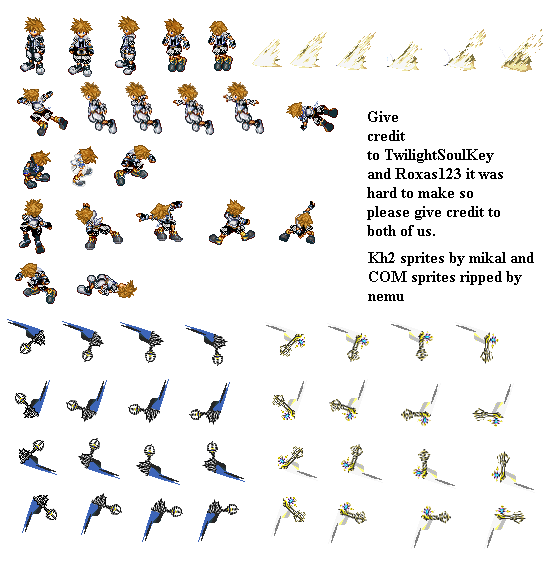 Give
credit
to TwilightSoulKey
and Roxas123 it was
hard to make so
please give credit to
both of us.
Kh2 sprites by mikal and
COM sprites ripped by
nemu